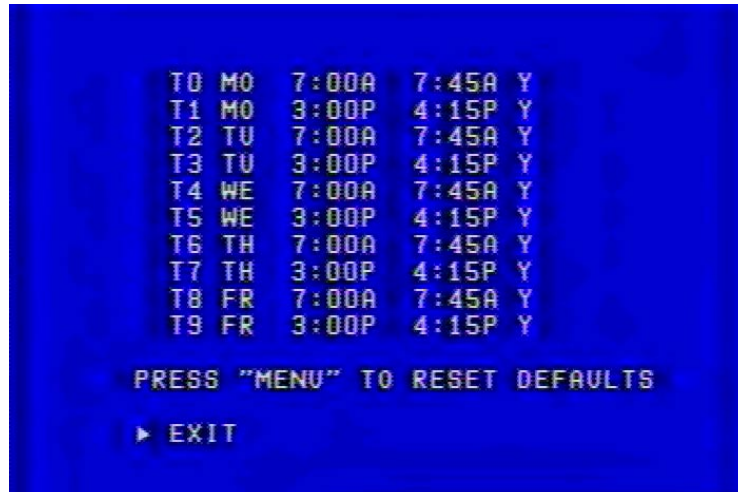 T0 MO 7:00A 7:45A Y
T1 MO 3:00P 4:15P Y
T2 TU 7:00A 7:45A Y
T3 TU 3:00P 4:15P Y
T4 WE 7:00A 7:45A Y
T5 WE 3:00P 4:15P Y
T6 TH 7:00A 7:45A Y
T7 TH 3:00P 4:15P Y
T8 FR 7:00A 7:45A Y
T9 FR 3:00P 4:15P Y
PRESS "MENU" TO RESET DEFAULTS
▶ EXIT